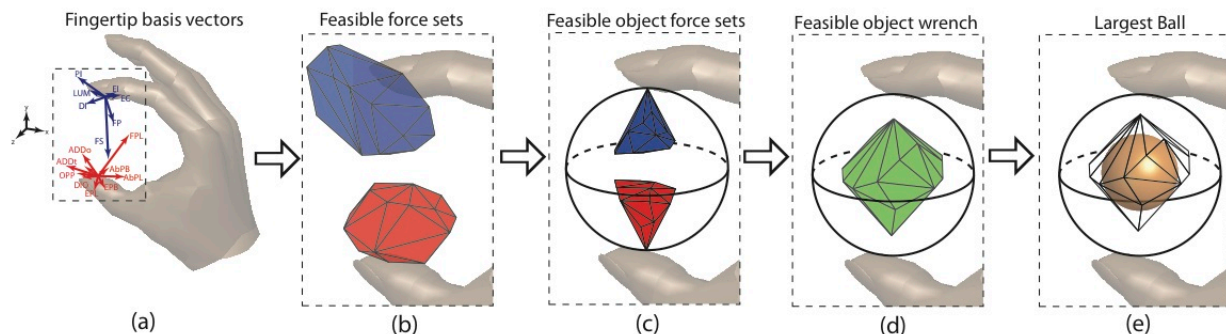 Fingertip basis vectors
Feasible force sets
Feasible object force sets
Feasible object wrench
Largest Ball
PI
LUM
EI
EC
DI
FP
FS
FPL
ADDo
ADDt
AbPB
OPP
AbPL
DIO
EPB
y
x
z
(a)
(b)
(c)
(d)
(e)